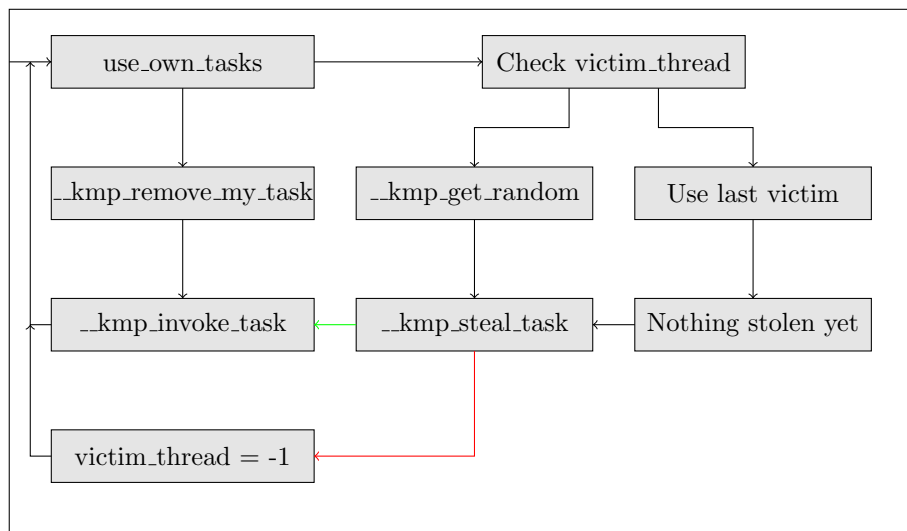 use_own_tasks
Check victim_thread
__kmp_remove_my_task
__kmp_get_random
Use last victim
__kmp_invoke_task
__kmp_steal_task
Nothing stolen yet
victim_thread = -1